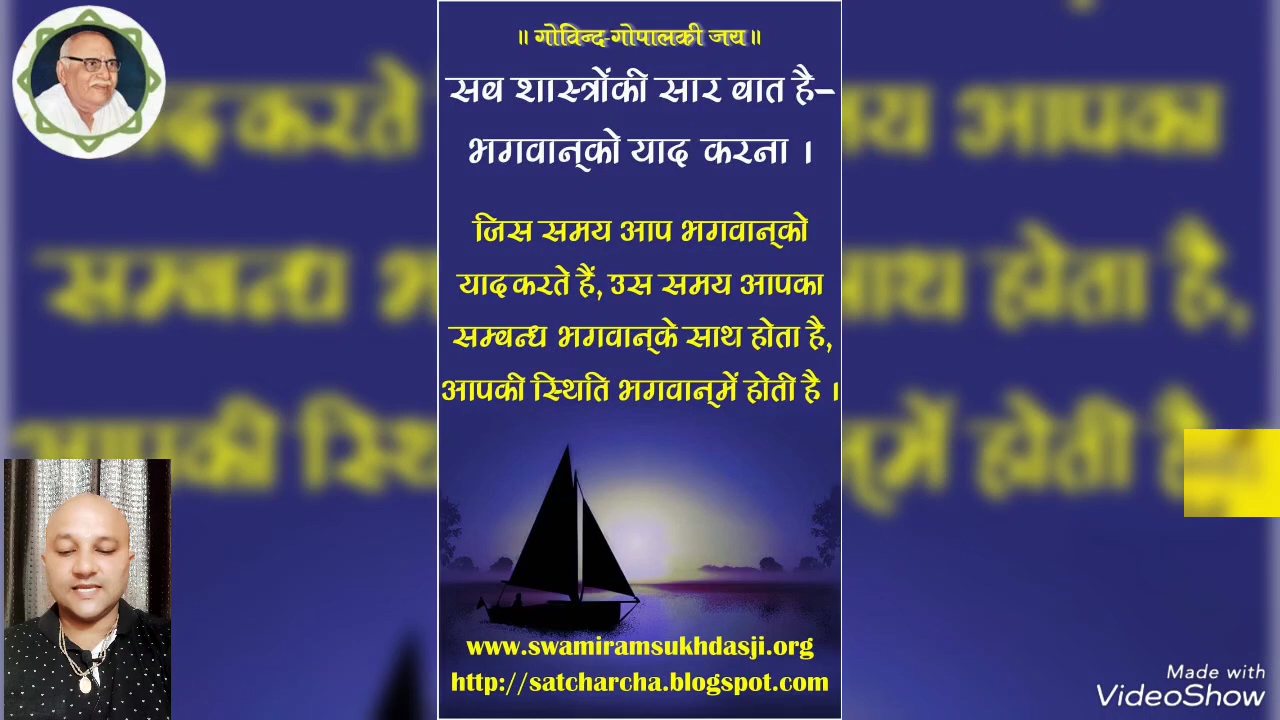 ॥ गोविन्द-गोपालकी जय॥
सब शास्त्रोंकी सार बात है–
भगवान्‌को याद करना ।
जिस समय आप भगवान्‌को
याद करते हैं, उस समय आपका
सम्बन्ध भगवान्‌के साथ होता है,
आपकी स्थिति भगवान्‌में होती है ।
www.swamiramsukhdasji.org
http://satcharcha.blogspot.com
Made with
VideoShow